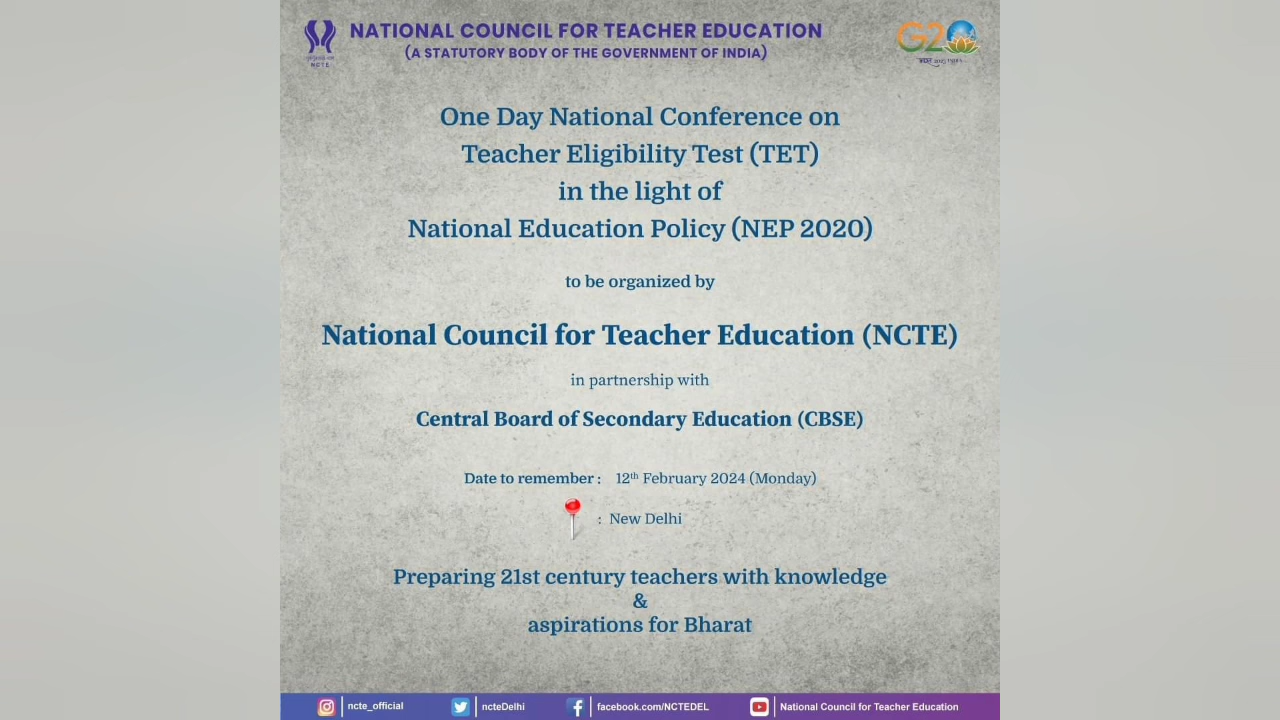 NATIONAL COUNCIL FOR TEACHER EDUCATION
(A STATUTORY BODY OF THE GOVERNMENT OF INDIA)
NCTE
G20
One Day National Conference on
Teacher Eligibility Test (TET)
in the light of
National Education Policy (NEP 2020)
to be organized by
National Council for Teacher Education (NCTE)
in partnership with
Central Board of Secondary Education (CBSE)
Date to remember : 12th February 2024 (Monday)
: New Delhi
Preparing 21st century teachers with knowledge
&
aspirations for Bharat
ncte_official
ncteDelhi
facebook.com/NCTEDEL
National Council for Teacher Education